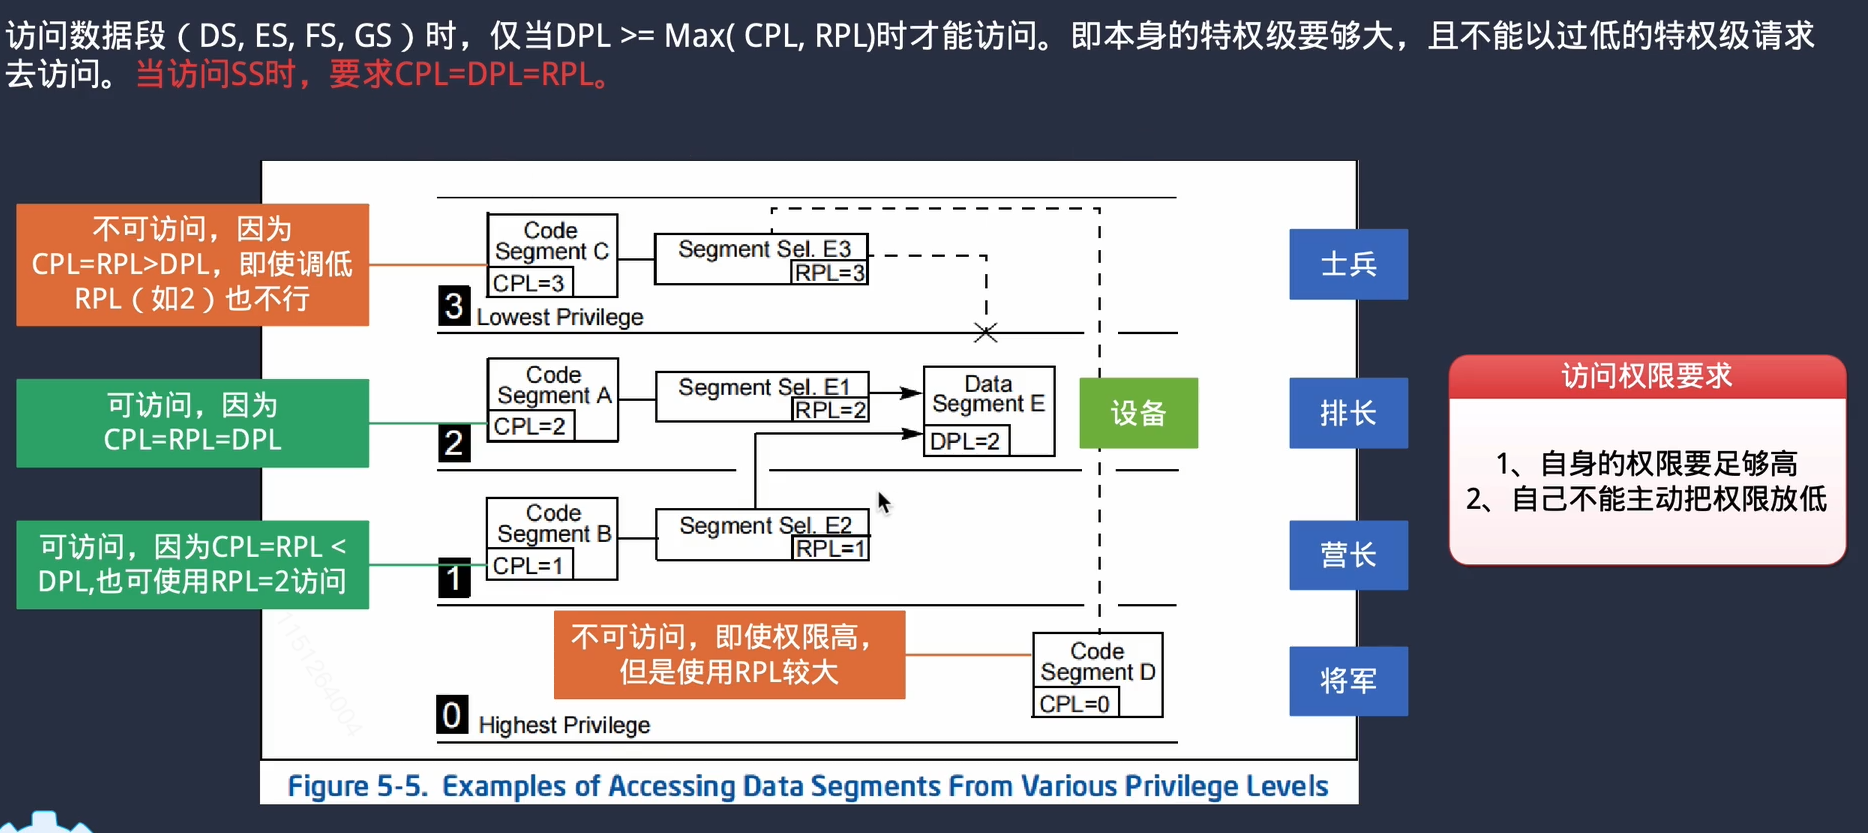 访问数据段（DS, ES, FS, GS）时，仅当DPL >= Max( CPL, RPL)时才能访问。即本身的特权级要够大，且不能以过低的特权级请求
去访问。当访问SS时，要求CPL=DPL=RPL。
不可访问，因为
CPL=RPL>DPL，即使调低
RPL（如2）也不行
Code
Segment C
CPL=3
Segment Sel. E3
RPL=3
3
Lowest Privilege
士兵
可访问，因为
CPL=RPL=DPL
Code
Segment A
CPL=2
Segment Sel. E1
RPL=2
Data
Segment E
DPL=2
2
设备
排长
访问权限要求
1、自身的权限要足够高
2、自己不能主动把权限放低
可访问，因为CPL=RPL <
DPL,也可使用RPL=2访问
Code
Segment B
CPL=1
Segment Sel. E2
RPL=1
1
营长
不可访问，即使权限高，
但是使用RPL较大
Code
Segment D
CPL=0
0
Highest Privilege
将军
1151264004
Figure 5-5. Examples of Accessing Data Segments From Various Privilege Levels